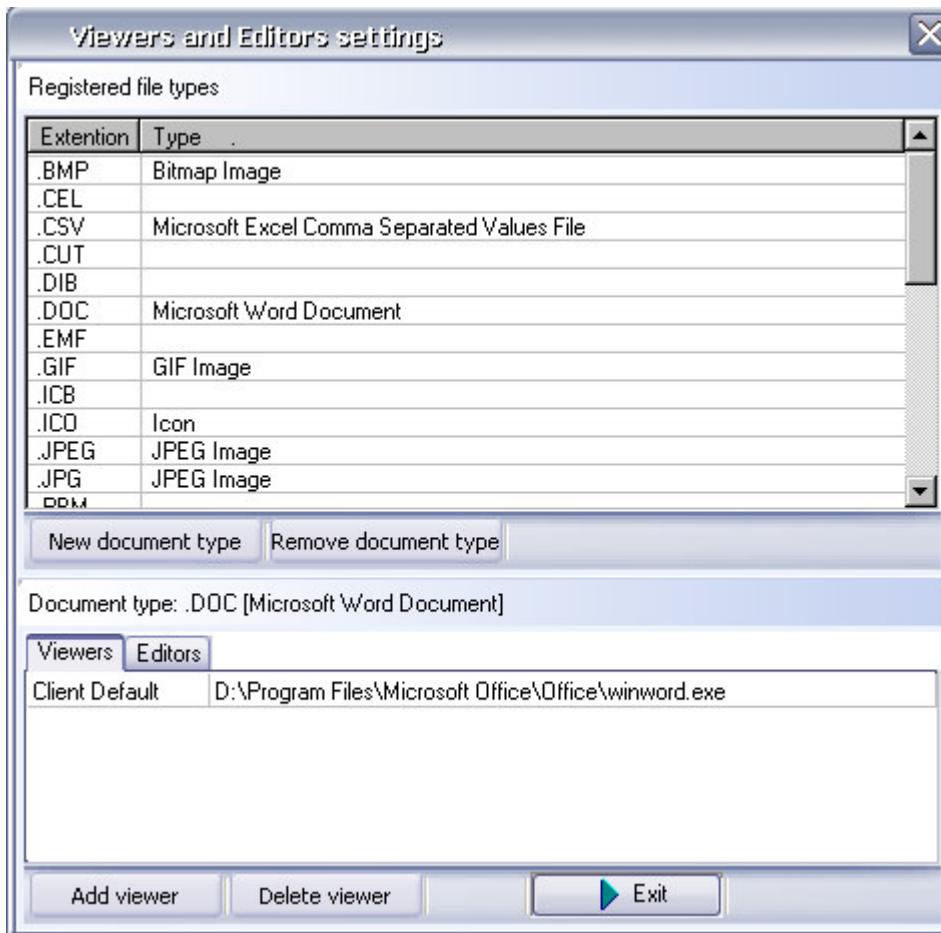 Viewers and Editors settings
Registered file types
Extention Type .
.BMP Bitmap Image
.CEL
.CSV Microsoft Excel Comma Separated Values File
.CUT
.DIB
.DOC Microsoft Word Document
.EMF
.GIF GIF Image
.ICB
.ICO Icon
.JPEG JPEG Image
.JPG JPEG Image
New document type Remove document type
Document type: .DOC [Microsoft Word Document]
Viewers Editors
Client Default D:\Program Files\Microsoft Office\Office\winword.exe
Add viewer Delete viewer Exit